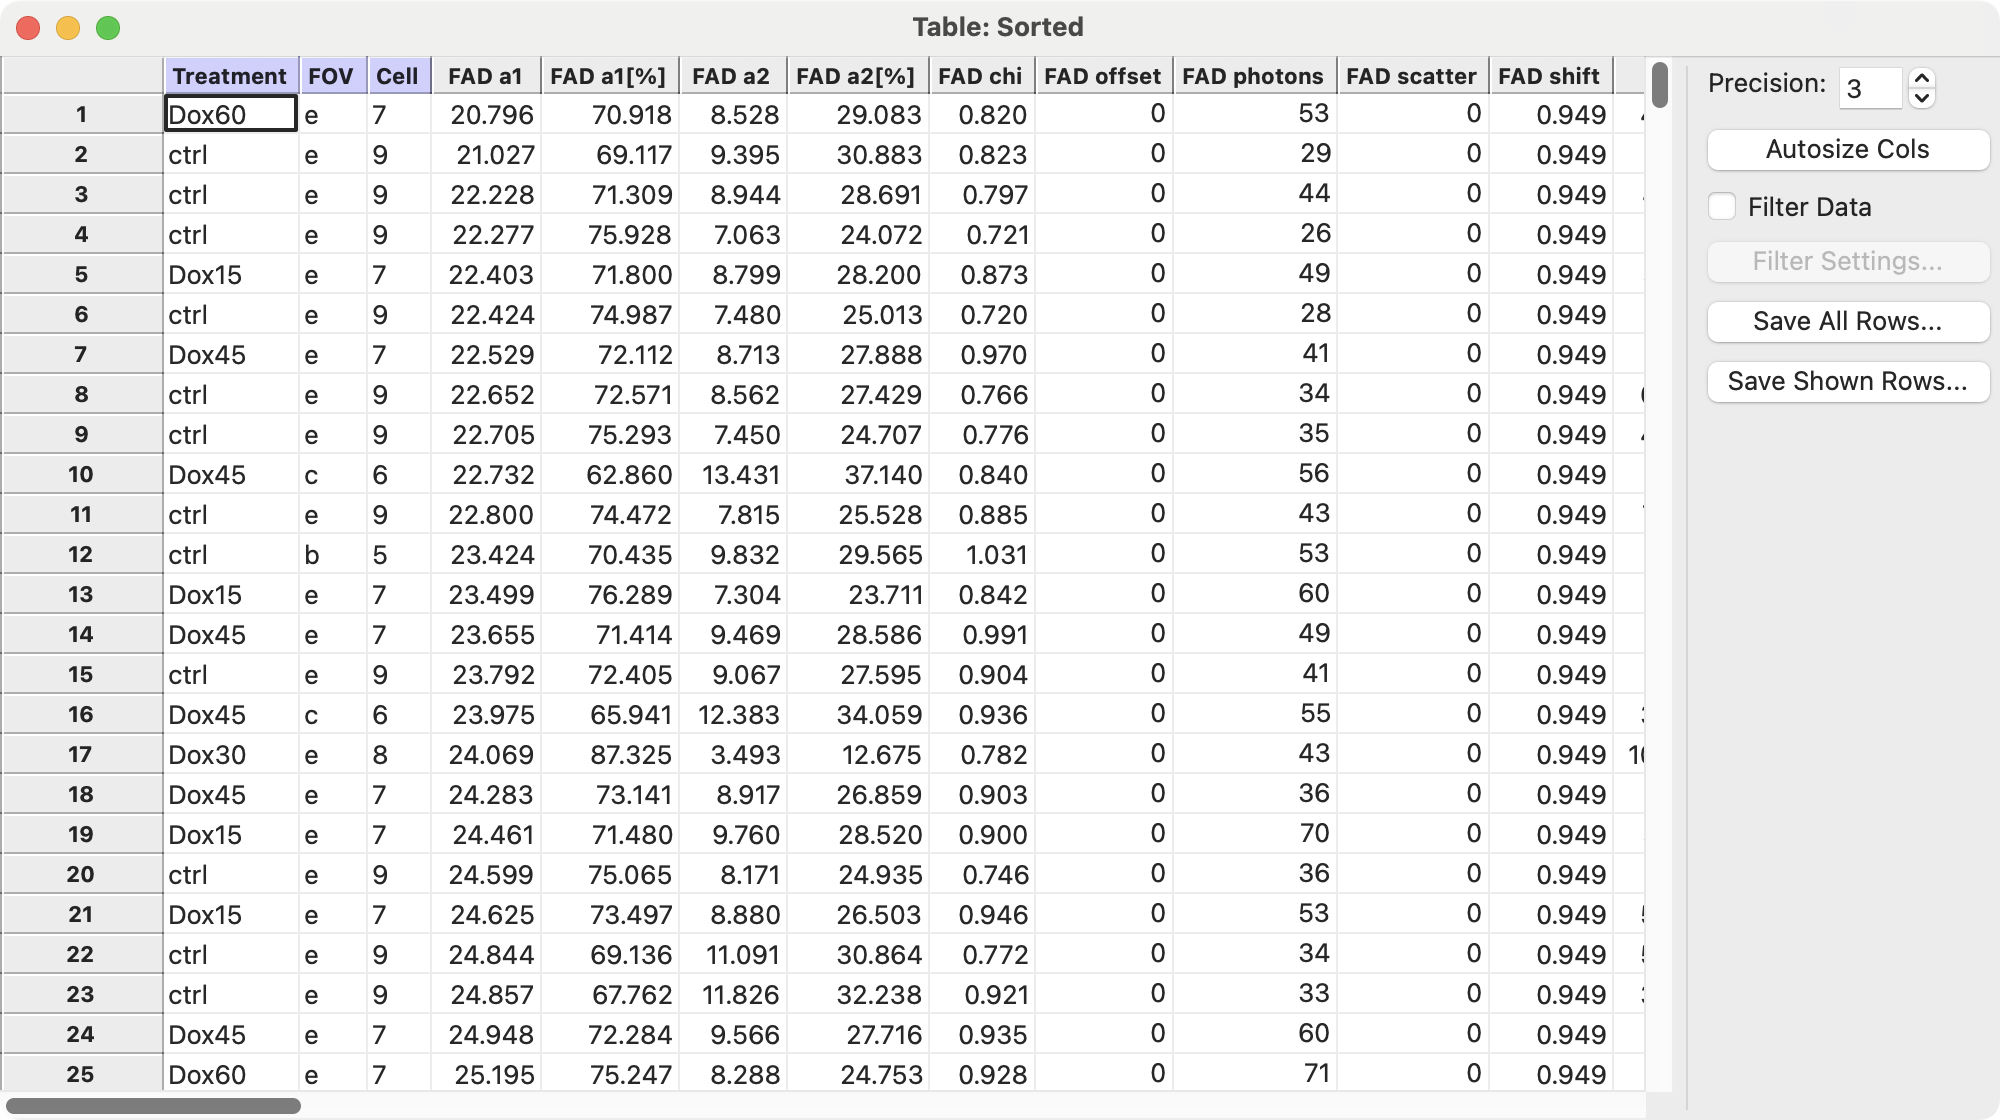 Table: Sorted
Treatment FOV Cell FAD a1 FAD a1[%] FAD a2 FAD a2[%] FAD chi FAD offset FAD photons FAD scatter FAD shift
1 Dox60 e 7 20.796 70.918 8.528 29.083 0.820 0 53 0 0.949
2 ctrl e 9 21.027 69.117 9.395 30.883 0.823 0 29 0 0.949
3 ctrl e 9 22.228 71.309 8.944 28.691 0.797 0 44 0 0.949
4 ctrl e 9 22.277 75.928 7.063 24.072 0.721 0 26 0 0.949
5 Dox15 e 7 22.403 71.800 8.799 28.200 0.873 0 49 0 0.949
6 ctrl e 9 22.424 74.987 7.480 25.013 0.720 0 28 0 0.949
7 Dox45 e 7 22.529 72.112 8.713 27.888 0.970 0 41 0 0.949
8 ctrl e 9 22.652 72.571 8.562 27.429 0.766 0 34 0 0.949
9 ctrl e 9 22.705 75.293 7.450 24.707 0.776 0 35 0 0.949
10 Dox45 c 6 22.732 62.860 13.431 37.140 0.840 0 56 0 0.949
11 ctrl e 9 22.800 74.472 7.815 25.528 0.885 0 43 0 0.949
12 ctrl b 5 23.424 70.435 9.832 29.565 1.031 0 53 0 0.949
13 Dox15 e 7 23.499 76.289 7.304 23.711 0.842 0 60 0 0.949
14 Dox45 e 7 23.655 71.414 9.469 28.586 0.991 0 49 0 0.949
15 ctrl e 9 23.792 72.405 9.067 27.595 0.904 0 41 0 0.949
16 Dox45 c 6 23.975 65.941 12.383 34.059 0.936 0 55 0 0.949
17 Dox30 e 8 24.069 87.325 3.493 12.675 0.782 0 43 0 0.949
18 Dox45 e 7 24.283 73.141 8.917 26.859 0.903 0 36 0 0.949
19 Dox15 e 7 24.461 71.480 9.760 28.520 0.900 0 70 0 0.949
20 ctrl e 9 24.599 75.065 8.171 24.935 0.746 0 36 0 0.949
21 Dox15 e 7 24.625 73.497 8.880 26.503 0.946 0 53 0 0.949
22 ctrl e 9 24.844 69.136 11.091 30.864 0.772 0 34 0 0.949
23 ctrl e 9 24.857 67.762 11.826 32.238 0.921 0 33 0 0.949
24 Dox45 e 7 24.948 72.284 9.566 27.716 0.935 0 60 0 0.949
25 Dox60 e 7 25.195 75.247 8.288 24.753 0.928 0 71 0 0.949
Precision: 3
Autosize Cols
Filter Data
Filter Settings...
Save All Rows...
Save Shown Rows...